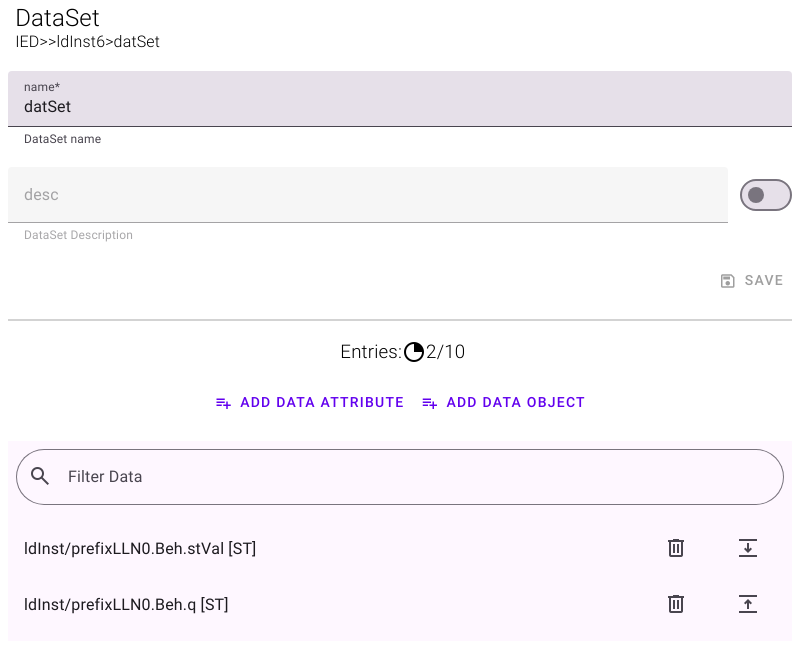 DataSet
IED>>ldInst6>datSet
name*
datSet
DataSet name
desc
DataSet Description
SAVE
Entries: 2/10
ADD DATA ATTRIBUTE ADD DATA OBJECT
Filter Data
ldInst/prefixLLN0.Beh.stVal [ST]
ldInst/prefixLLN0.Beh.q [ST]